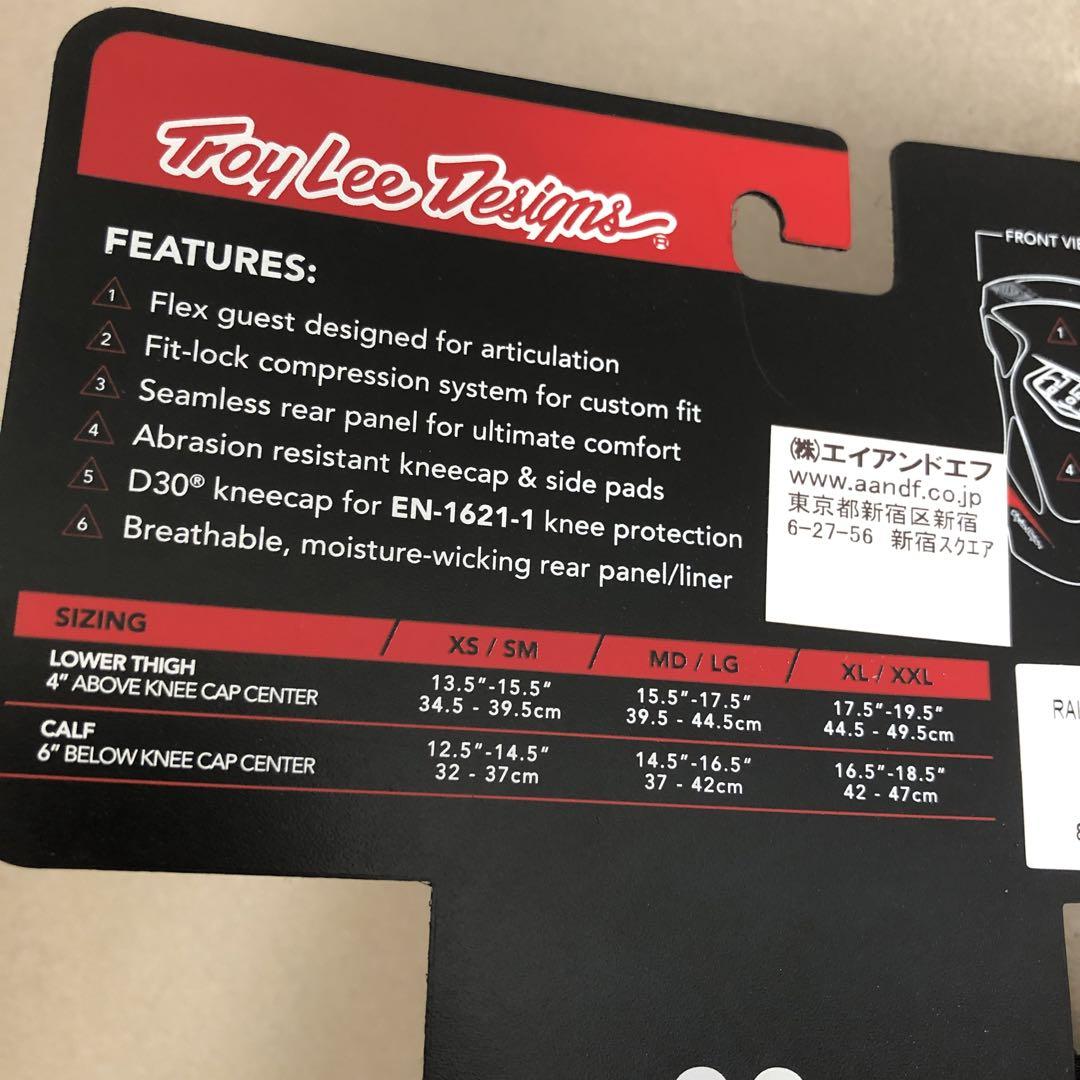 Troy Lee Designs®
FEATURES:
1 Flex guest designed for articulation
2 Fit-lock compression system for custom fit
3 Seamless rear panel for ultimate comfort
4 Abrasion resistant kneecap & side pads
5 D30® kneecap for EN-1621-1 knee protection
6 Breathable, moisture-wicking rear panel/liner
(株)エイアンドエフ
www.aandf.co.jp
東京都新宿区新宿
6-27-56 新宿スクエア
FRONT
1
4
SIZING XS / SM MD / LG XL / XXL
LOWER THIGH
4" ABOVE KNEE CAP CENTER
13.5"-15.5"
34.5 - 39.5cm
15.5"-17.5"
39.5 - 44.5cm
17.5"-19.5"
44.5 - 49.5cm
CALF
6" BELOW KNEE CAP CENTER
12.5"-14.5"
32 - 37cm
14.5"-16.5"
37 - 42cm
16.5"-18.5"
42 - 47cm